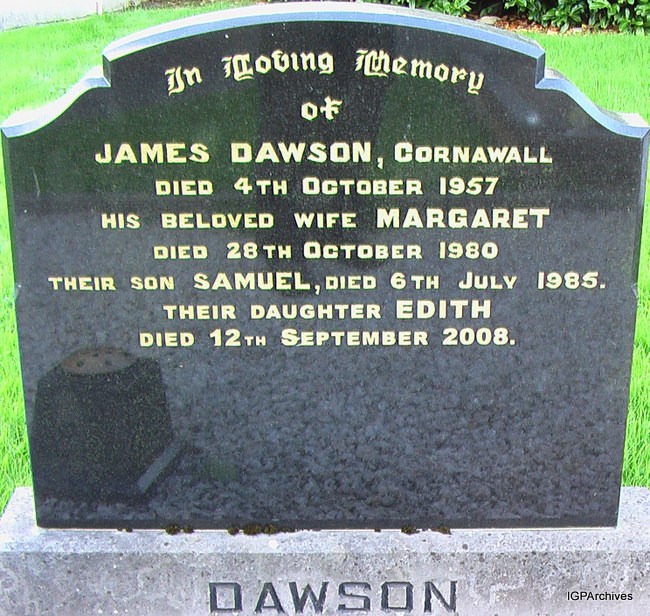 In Loving Memory
of
JAMES DAWSON, CORNAWALL
DIED 4TH OCTOBER 1957
HIS BELOVED WIFE MARGARET
DIED 28TH OCTOBER 1980
THEIR SON SAMUEL, DIED 6TH JULY 1985.
THEIR DAUGHTER EDITH
DIED 12TH SEPTEMBER 2008.
DAWSON
IGPArchives